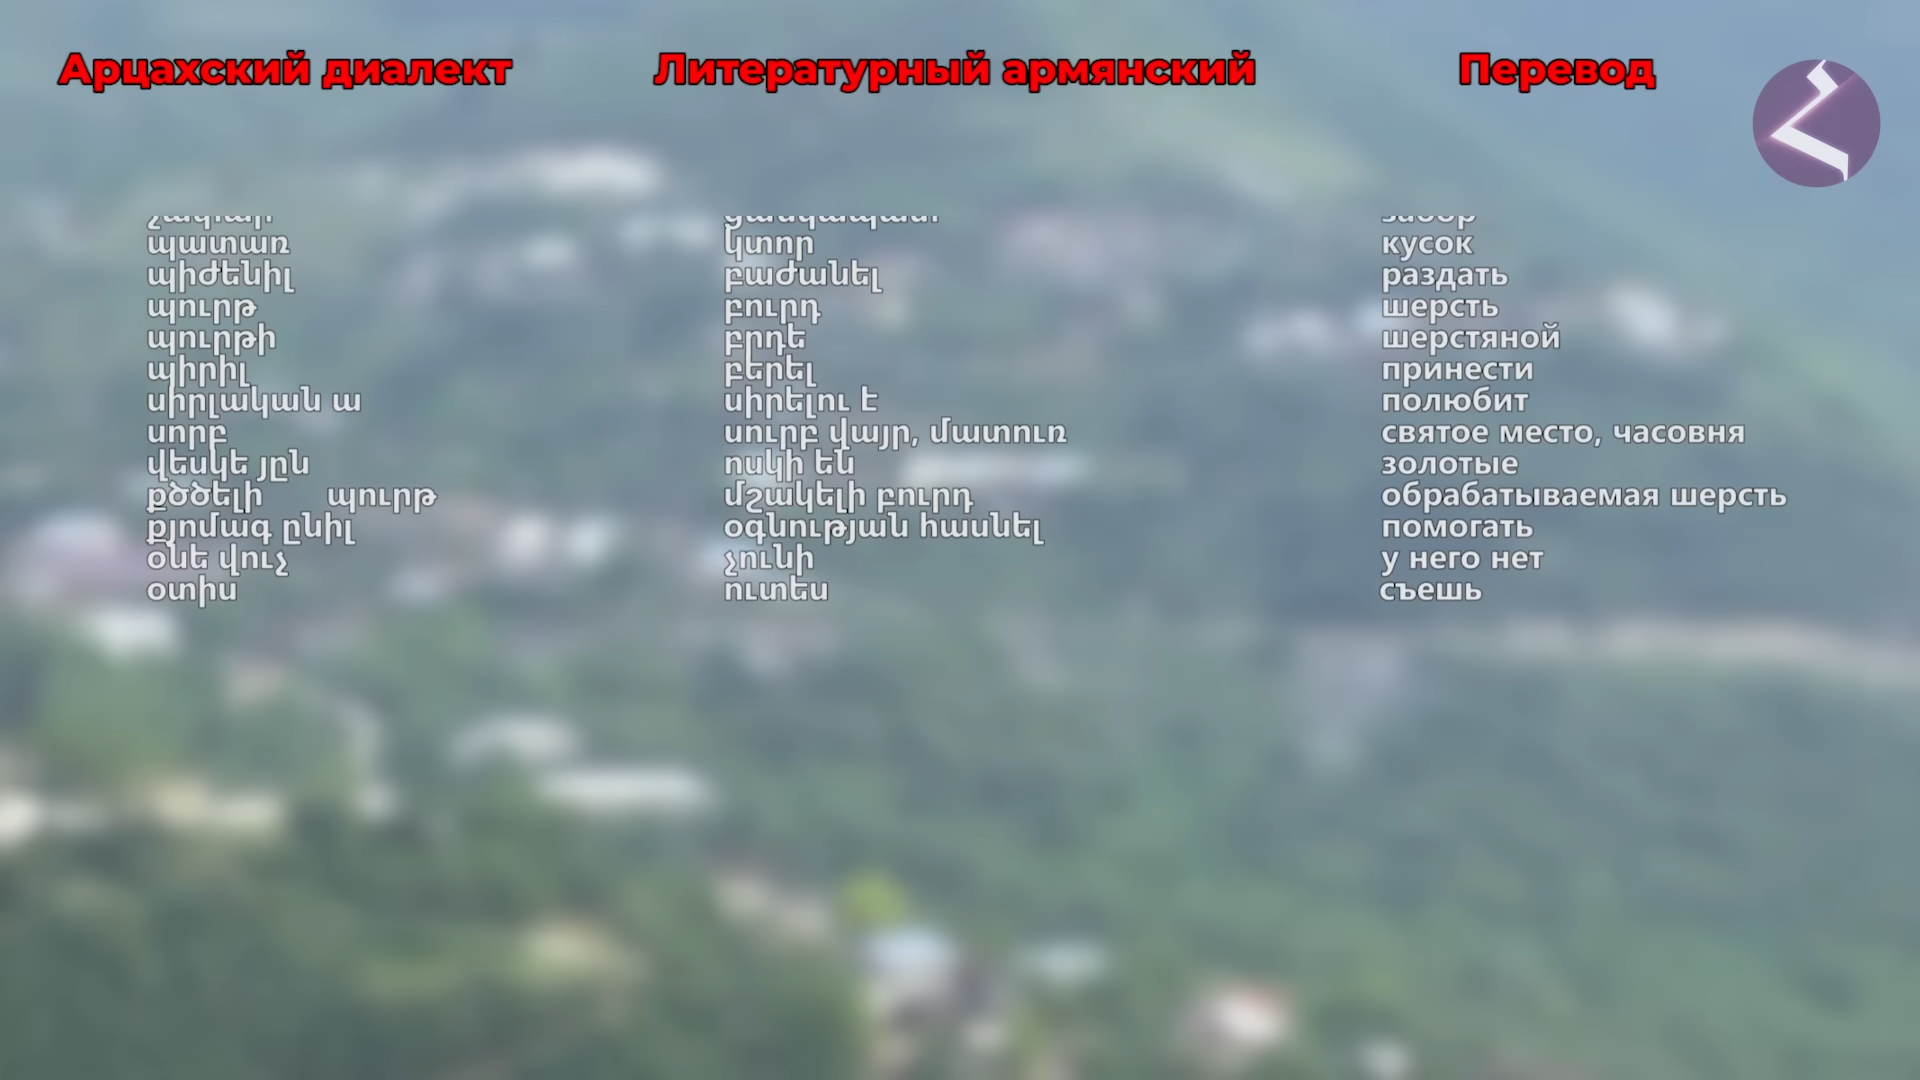 Арцахский диалект Литературный армянский Перевод
забор
պատառ կտոր кусок
պիժենիլ բաժանել раздать
պուրթ բուրդ шерсть
պուրթի բրդե шерстяной
պիրիլ բերել принести
սիրլական ա սիրելու է полюбит
սորբ սուրբ վայր, մատուռ святое место, часовня
վեսկե յըն ոսկի են золотые
քծծելի պուրթ մշակելի բուրդ обрабатываемая шерсть
քյոմագ ընիլ օգնության հասնել помогать
օնե վուչ չունի у него нет
օտիս ուտես съешь